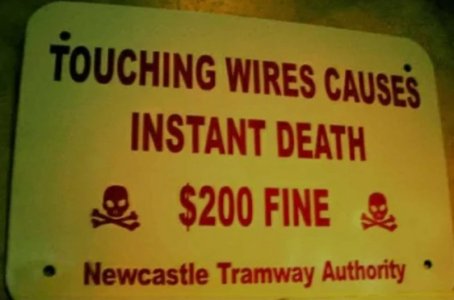 TOUCHING WIRES CAUSES
INSTANT DEATH
$200 FINE
Newcastle Tramway Authority